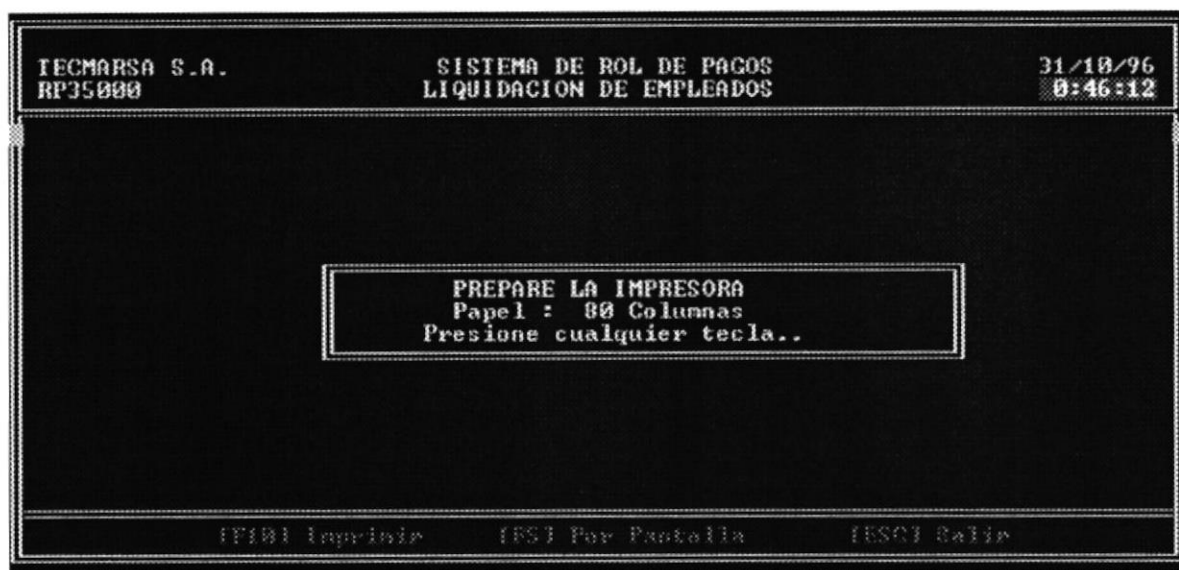 TECMARSA S.A. SISTEMA DE ROL DE PAGOS 31/10/96
RP35000 LIQUIDACION DE EMPLEADOS 0:46:12
PREPARE LA IMPRESORA
Papel : 80 Columnas
Presione cualquier tecla..
[F10] Imprimir [F5] Por Pantalla [ESC] Salir